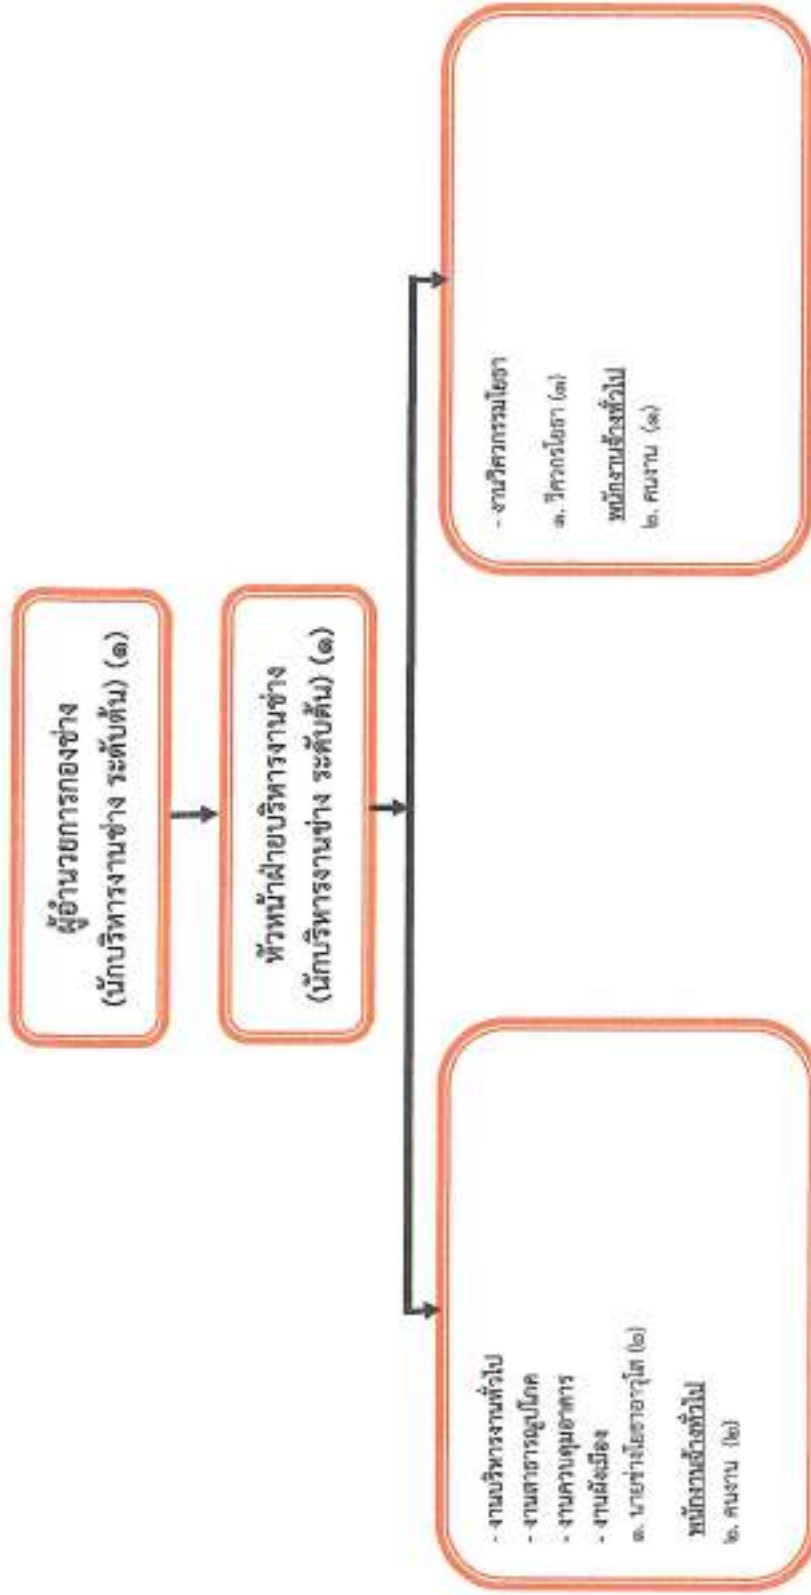 ผู้อำนวยการกองช่าง
(นักบริหารงานช่าง ระดับต้น) (๑)
หัวหน้าฝ่ายบริหารงานช่าง
(นักบริหารงานช่าง ระดับต้น) (๑)
- งานบริหารงานทั่วไป
- งานสาธารณูปโภค
- งานควบคุมอาคาร
- งานผังเมือง
๑. นายช่างโยธาอาวุโส (๒)
พนักงานจ้างทั่วไป
๒. คนงาน (๒)
- งานวิศวกรรมโยธา
๑. วิศวกรโยธา (๑)
พนักงานจ้างทั่วไป
๒. คนงาน (๑)